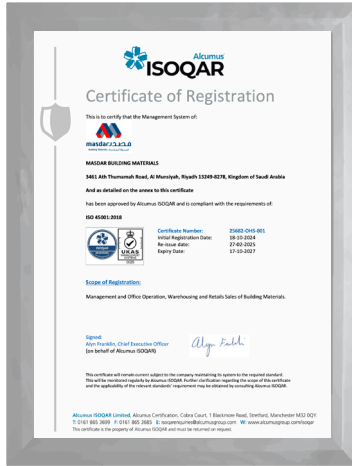 Alcumus
ISOQAR
Certificate of Registration
This is to certify that the Management System of:
masdar مصدر
MASDAR BUILDING MATERIALS
3461 Ath Thumamah Road, Al Munsiyah, Riyadh 13249-8278, Kingdom of Saudi Arabia
And as detailed on the annex to this certificate
has been approved by Alcumus ISOQAR and is compliant with the requirements of:
ISO 45001:2018
ISOQAR
UKAS
Certificate Number: 25682-OHS-001
Initial Registration Date: 18-10-2024
Re-issue date: 27-02-2025
Expiry Date: 17-10-2027
Scope of Registration:
Management and Office Operation, Warehousing and Retails Sales of Building Materials.
Signed:
Alyn Franklin, Chief Executive Officer
(on behalf of Alcumus ISOQAR)
This certificate will remain current subject to the company maintaining its system to the required standard.
This will be monitored regularly by Alcumus ISOQAR. Further clarification regarding the scope of this certificate
and the applicability of the relevant standards' requirement may be obtained by consulting Alcumus ISOQAR.
Alcumus ISOQAR Limited, Alcumus Certification, Cobra Court, 1 Blackmore Road, Stretford, Manchester M32 0QY
T: 0161 865 3699 F: 0161 865 3685 E: isoqarenquiries@alcumusgroup.com W: www.alcumusgroup.com/isoqar
This certificate is the property of Alcumus ISOQAR and must be returned on request.